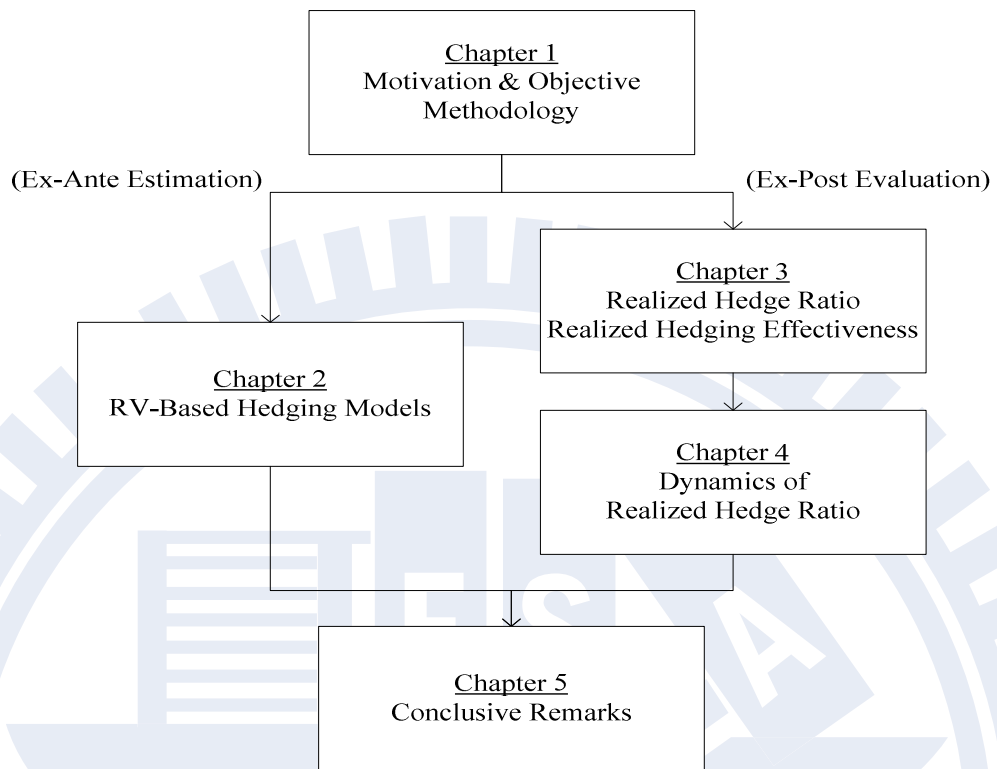 Chapter 1
Motivation & Objective
Methodology
(Ex-Ante Estimation)
(Ex-Post Evaluation)
Chapter 3
Realized Hedge Ratio
Realized Hedging Effectiveness
Chapter 2
RV-Based Hedging Models
Chapter 4
Dynamics of
Realized Hedge Ratio
Chapter 5
Conclusive Remarks